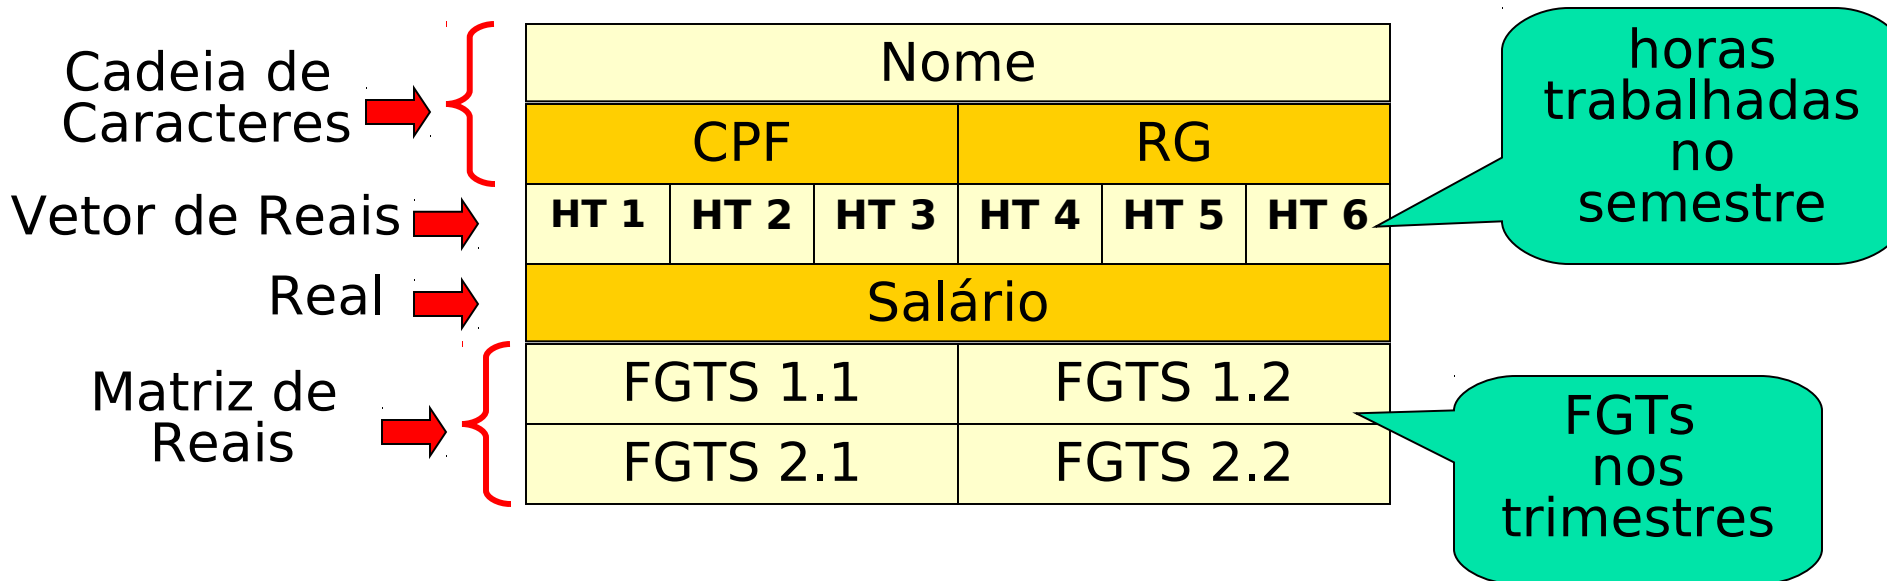 Cadeia de
Caracteres
Nome
CPF RG
Vetor de Reais
HT 1 HT 2 HT 3 HT 4 HT 5 HT 6
horas
trabalhadas
no
semestre
Real
Salário
Matriz de
Reais
FGTS 1.1 FGTS 1.2
FGTS 2.1 FGTS 2.2
FGTs
nos
trimestres